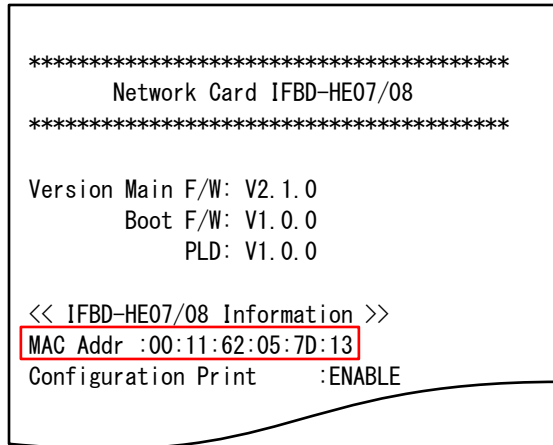 ****************************************
Network Card IFBD-HE07/08
****************************************
Version Main F/W: V2.1.0
Boot F/W: V1.0.0
PLD: V1.0.0
<< IFBD-HE07/08 Information >>
MAC Addr :00:11:62:05:7D:13
Configuration Print :ENABLE